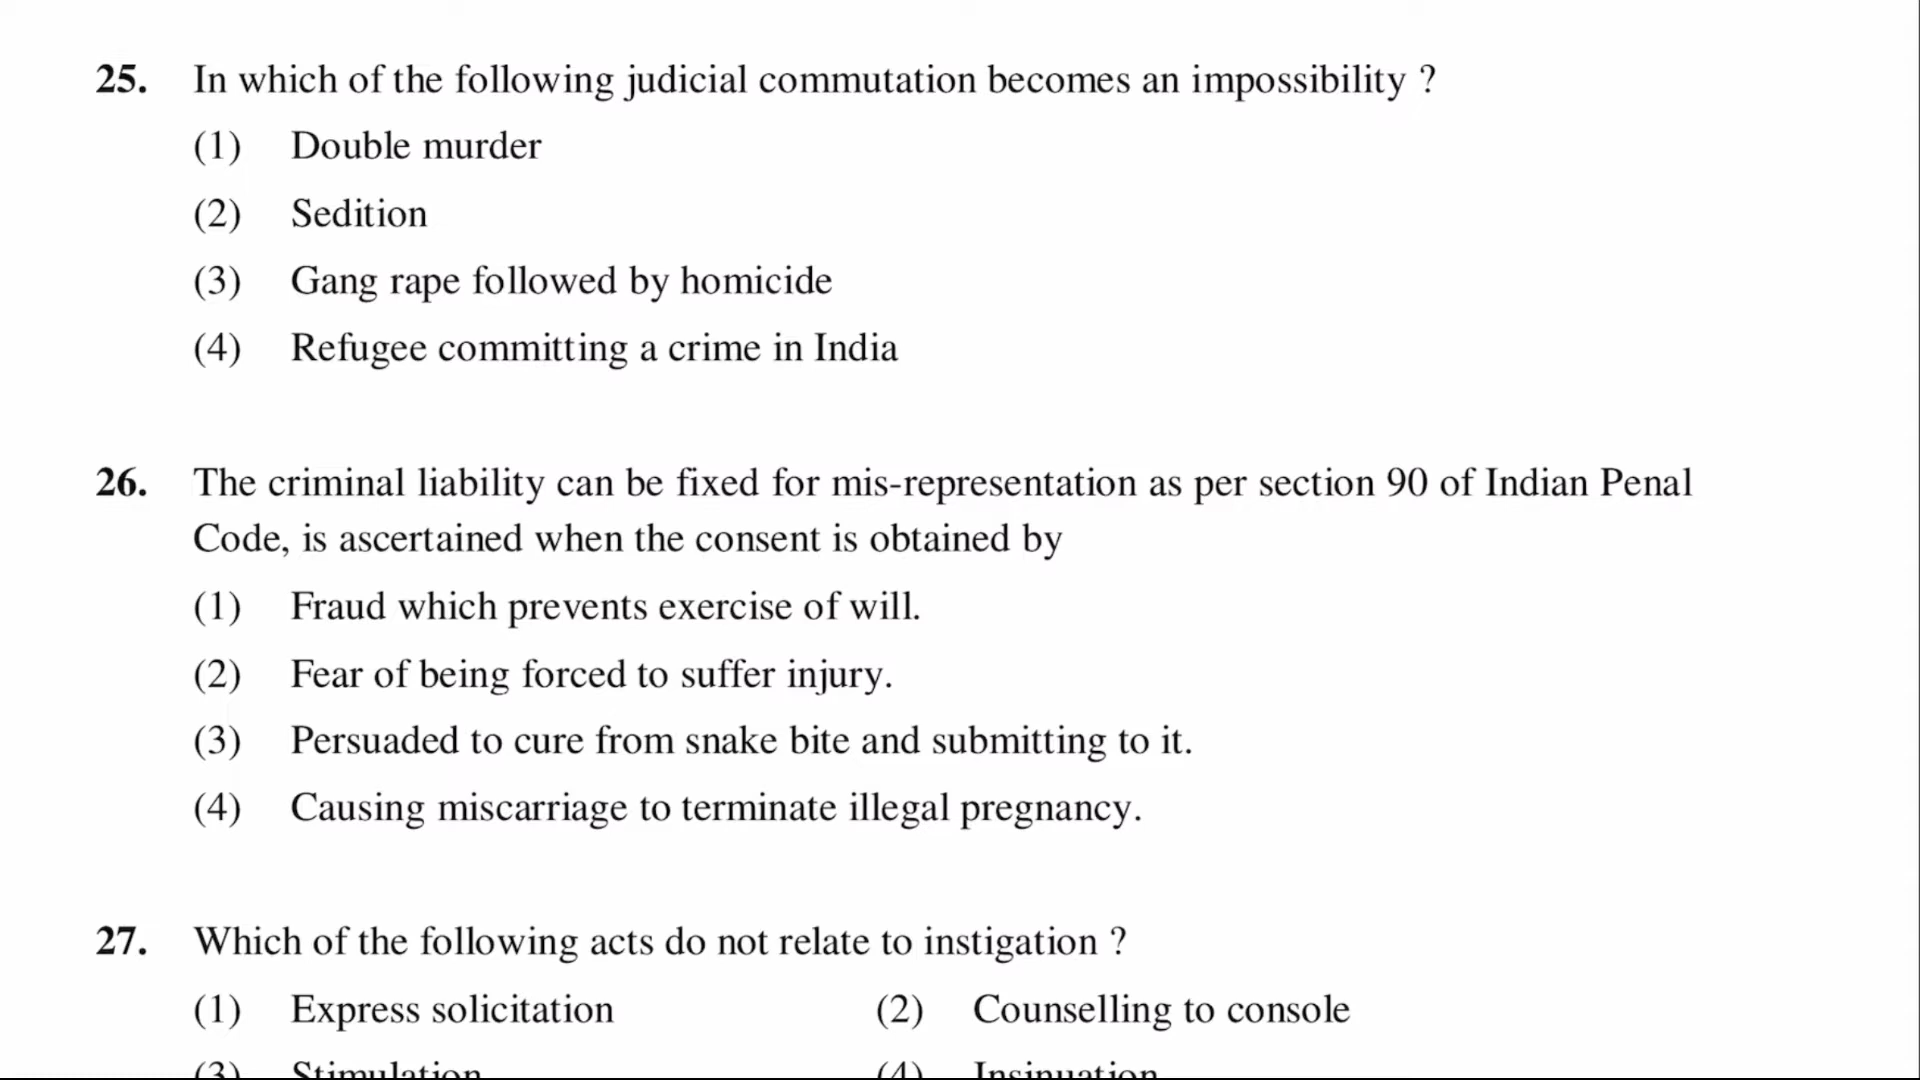 25. In which of the following judicial commutation becomes an impossibility ?
(1) Double murder
(2) Sedition
(3) Gang rape followed by homicide
(4) Refugee committing a crime in India
26. The criminal liability can be fixed for mis-representation as per section 90 of Indian Penal
Code, is ascertained when the consent is obtained by
(1) Fraud which prevents exercise of will.
(2) Fear of being forced to suffer injury.
(3) Persuaded to cure from snake bite and submitting to it.
(4) Causing miscarriage to terminate illegal pregnancy.
27. Which of the following acts do not relate to instigation ?
(1) Express solicitation (2) Counselling to console
(3) Stimulation (4) Insinuation